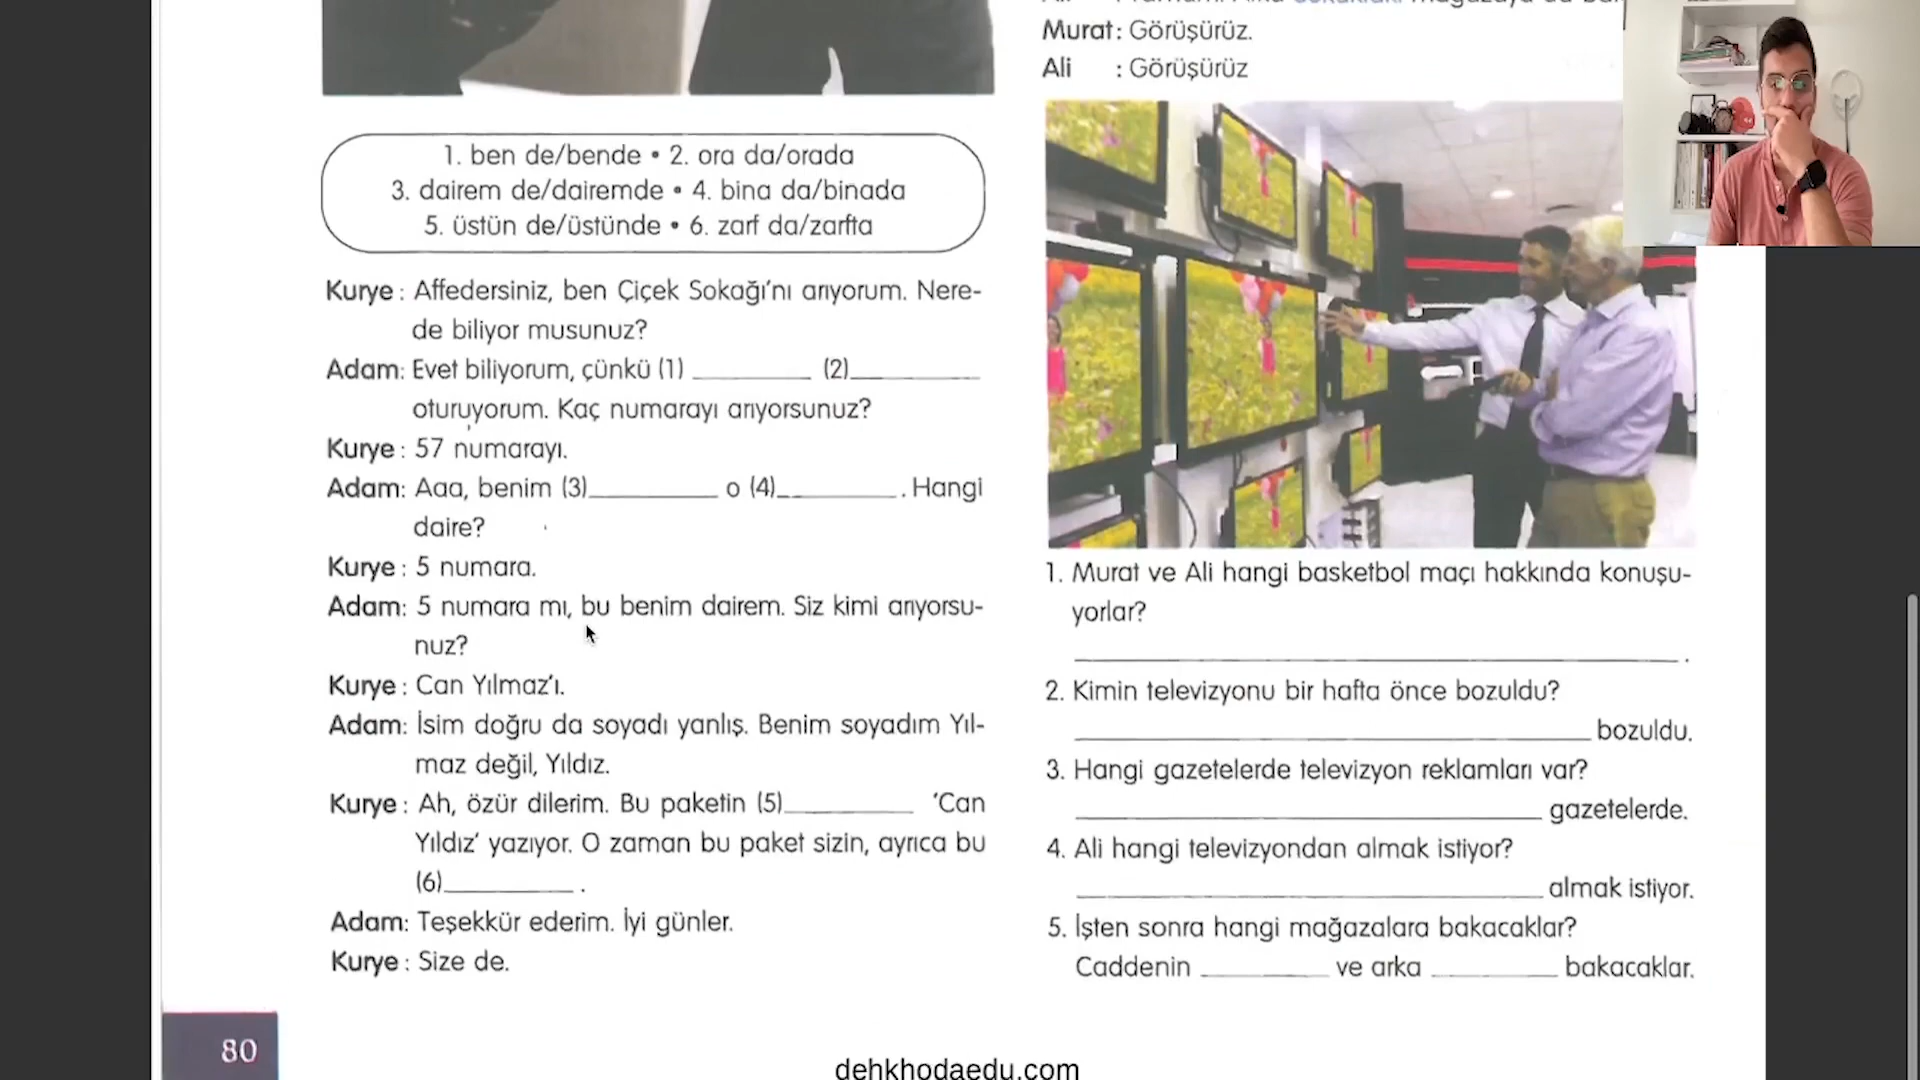 1. ben de/bende • 2. ora da/orada
3. dairem de/dairemde • 4. bina da/binada
5. üstün de/üstünde • 6. zarf da/zarfta
Kurye : Affedersiniz, ben Çiçek Sokağı'nı arıyorum. Nere-
de biliyor musunuz?
Adam: Evet biliyorum, çünkü (1) __________ (2)__________
oturuyorum. Kaç numarayı arıyorsunuz?
Kurye : 57 numarayı.
Adam: Aaa, benim (3)__________ o (4)__________. Hangi
daire?
Kurye : 5 numara.
Adam: 5 numara mı, bu benim dairem. Siz kimi arıyorsu-
nuz?
Kurye : Can Yılmaz'ı.
Adam: İsim doğru da soyadı yanlış. Benim soyadım Yıl-
maz değil, Yıldız.
Kurye : Ah, özür dilerim. Bu paketin (5)__________ 'Can
Yıldız' yazıyor. O zaman bu paket sizin, ayrıca bu
(6)__________ .
Adam: Teşekkür ederim. İyi günler.
Kurye : Size de.
80
Murat: Görüşürüz.
Ali : Görüşürüz
1. Murat ve Ali hangi basketbol maçı hakkında konuşu-
yorlar?
__________ .
2. Kimin televizyonu bir hafta önce bozuldu?
__________ bozuldu.
3. Hangi gazetelerde televizyon reklamları var?
__________ gazetelerde.
4. Ali hangi televizyondan almak istiyor?
__________ almak istiyor.
5. İşten sonra hangi mağazalara bakacaklar?
Caddenin __________ ve arka __________ bakacaklar.
dehkhodaedu.com